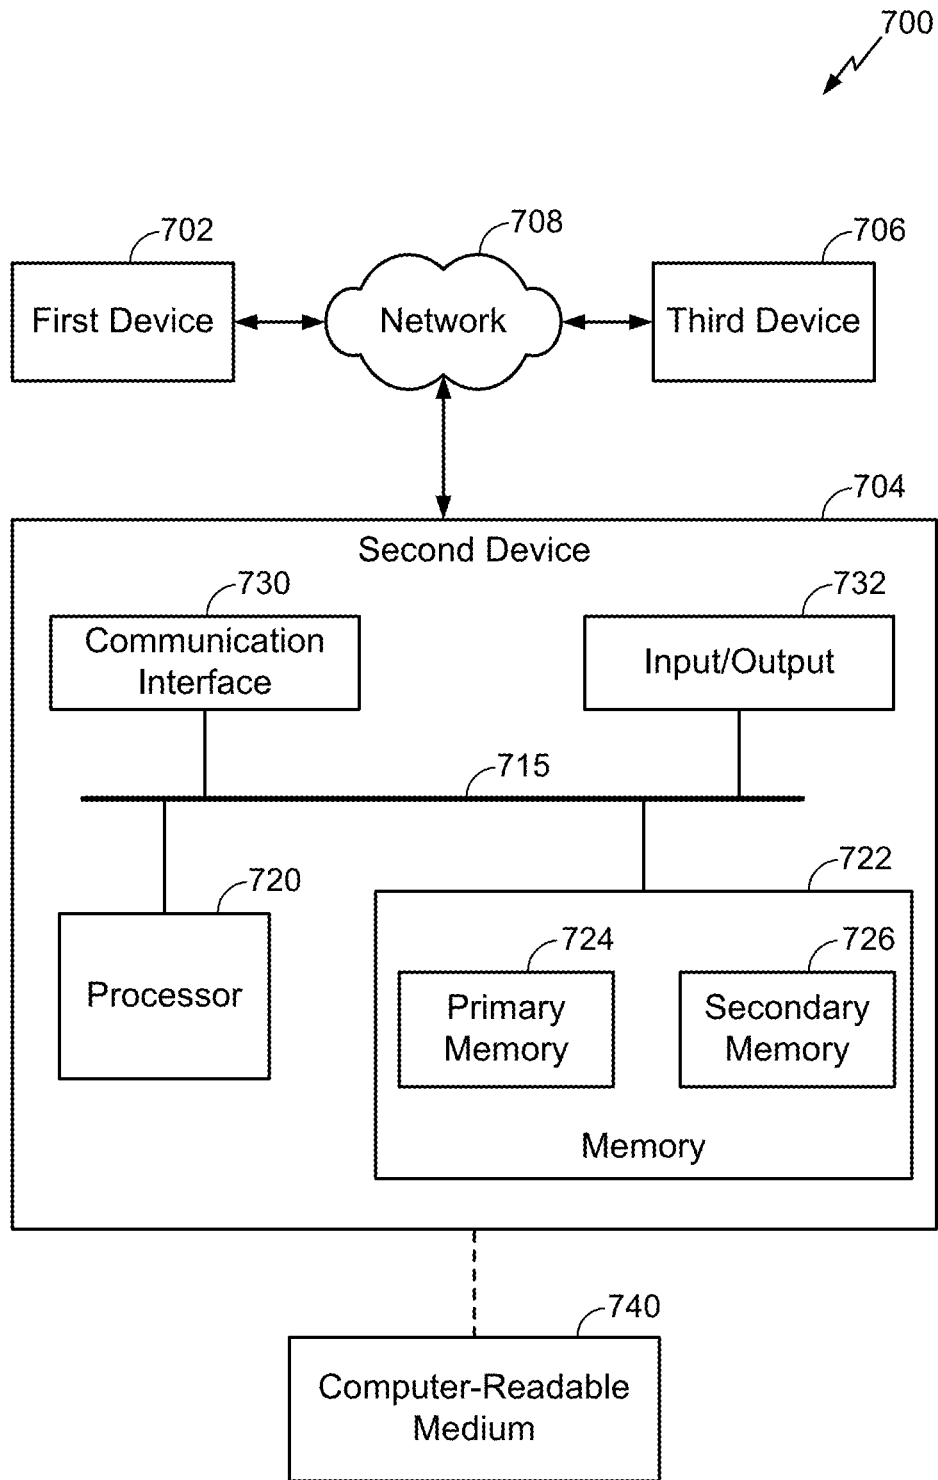 700
702
708
706
First Device
Network
Third Device
704
Second Device
730
732
Communication
Interface
Input/Output
715
720
722
724
726
Processor
Primary
Memory
Secondary
Memory
Memory
740
Computer-Readable
Medium